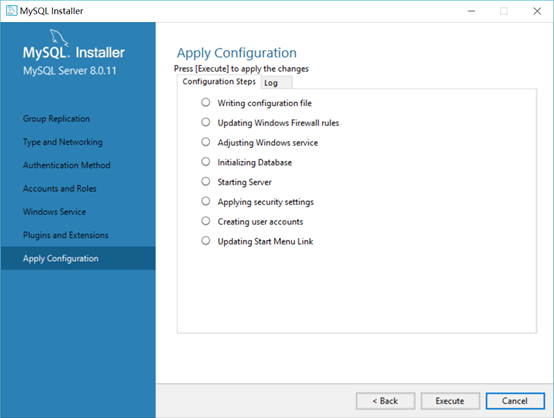 MySQL Installer
MySQL. Installer
MySQL Server 8.0.11
Group Replication
Type and Networking
Authentication Method
Accounts and Roles
Windows Service
Plugins and Extensions
Apply Configuration
Apply Configuration
Press [Execute] to apply the changes
Configuration Steps Log
Writing configuration file
Updating Windows Firewall rules
Adjusting Windows service
Initializing Database
Starting Server
Applying security settings
Creating user accounts
Updating Start Menu Link
< Back Execute Cancel